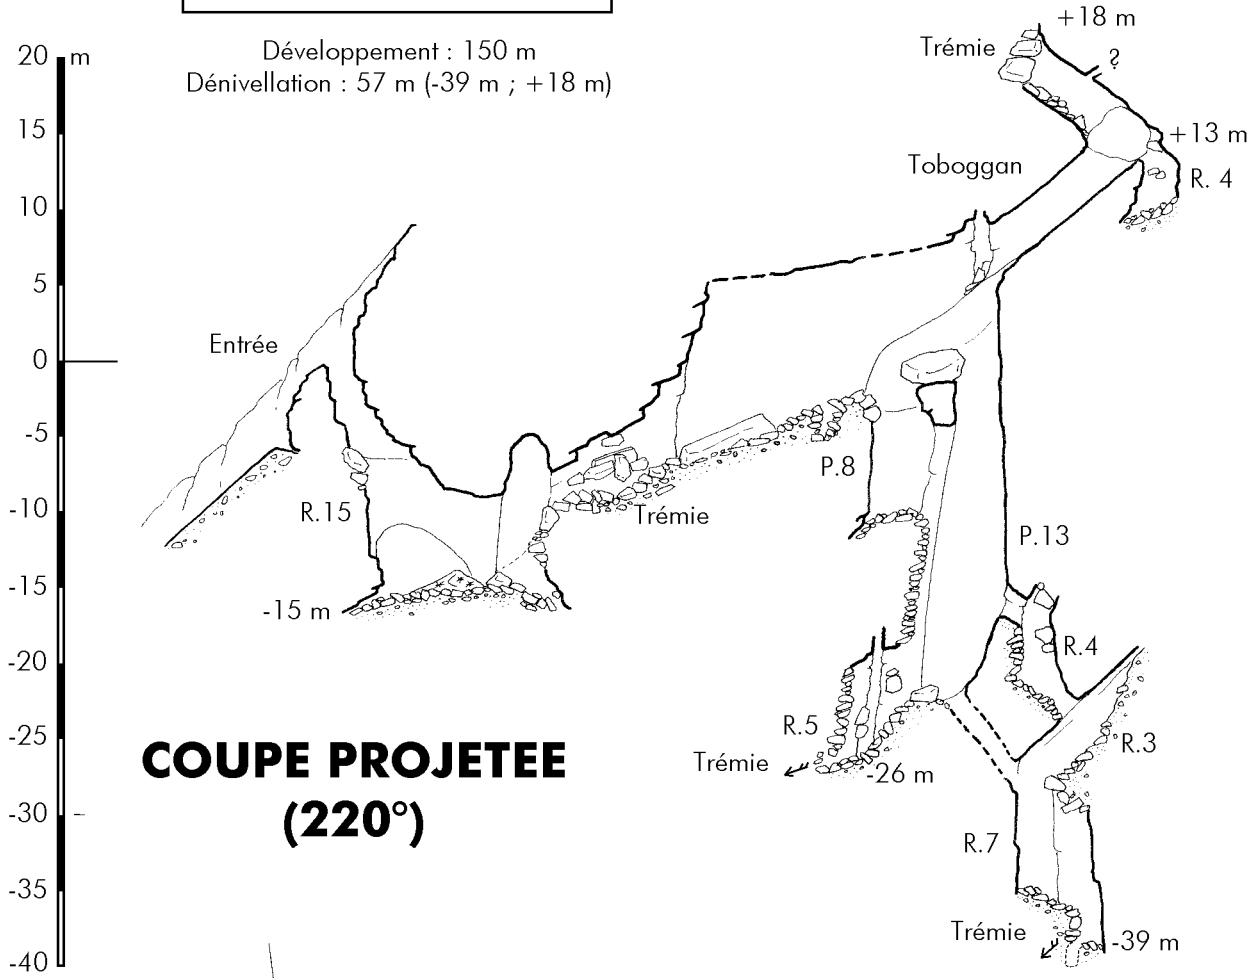 +18 m
Développement : 150 m
Dénivellation : 57 m (-39 m ; +18 m)
Trémie
?
20 m
15
10
5
0
-5
-10
-15
-20
-25
-30
-35
-40
+13 m
Toboggan
R. 4
Entrée
P.8
R.15
Trémie
P.13
-15 m
R.4
R.5
R.3
Trémie
-26 m
COUPE PROJETEE
(220°)
R.7
Trémie
-39 m